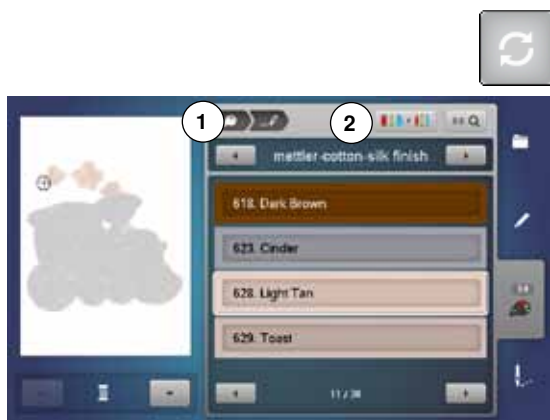 1
2
mettler-cotton-silk finish
618. Dark Brown
623. Cinder
628. Light Tan
629. Toast
11 / 38